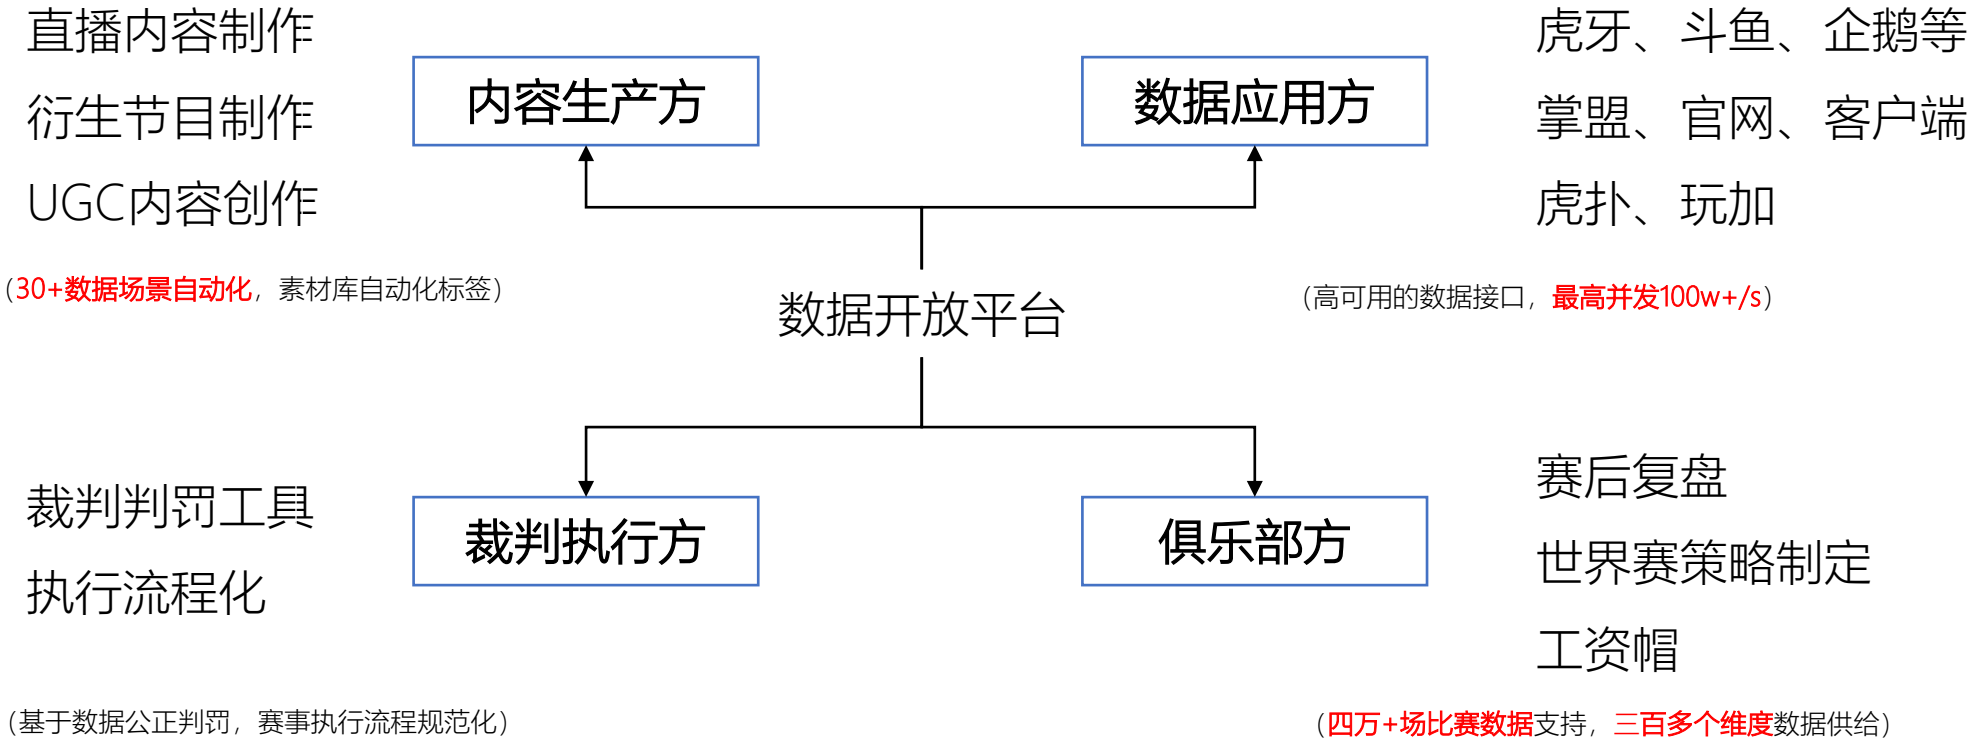 直播内容制作
衍生节目制作
UGC内容创作
（30+数据场景自动化，素材库自动化标签）
内容生产方
数据应用方
虎牙、斗鱼、企鹅等
掌盟、官网、客户端
虎扑、玩加
（高可用的数据接口，最高并发100w+/s）
数据开放平台
裁判判罚工具
执行流程化
（基于数据公正判罚，赛事执行流程规范化）
裁判执行方
俱乐部方
赛后复盘
世界赛策略制定
工资帽
（四万+场比赛数据支持，三百多个维度数据供给）